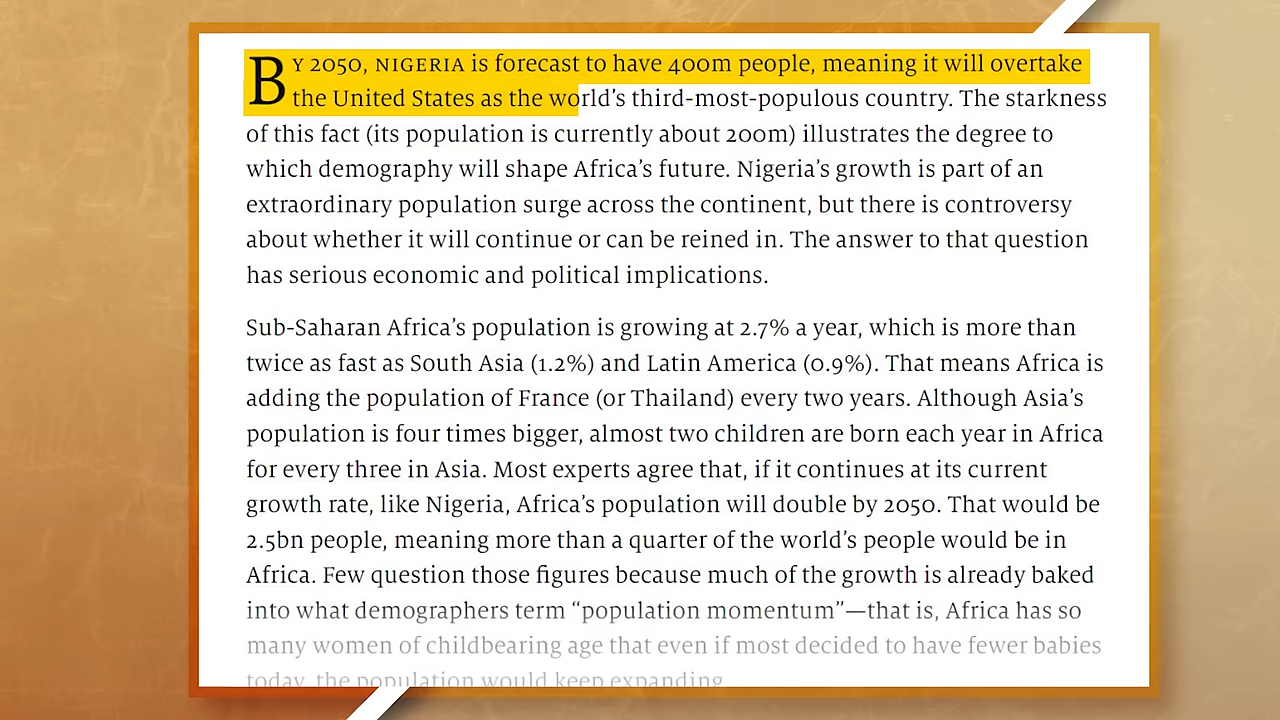 BY 2050, NIGERIA is forecast to have 400m people, meaning it will overtake
the United States as the world’s third-most-populous country. The starkness
of this fact (its population is currently about 200m) illustrates the degree to
which demography will shape Africa’s future. Nigeria’s growth is part of an
extraordinary population surge across the continent, but there is controversy
about whether it will continue or can be reined in. The answer to that question
has serious economic and political implications.
Sub-Saharan Africa’s population is growing at 2.7% a year, which is more than
twice as fast as South Asia (1.2%) and Latin America (0.9%). That means Africa is
adding the population of France (or Thailand) every two years. Although Asia’s
population is four times bigger, almost two children are born each year in Africa
for every three in Asia. Most experts agree that, if it continues at its current
growth rate, like Nigeria, Africa’s population will double by 2050. That would be
2.5bn people, meaning more than a quarter of the world’s people would be in
Africa. Few question those figures because much of the growth is already baked
into what demographers term “population momentum”—that is, Africa has so
many women of childbearing age that even if most decided to have fewer babies
today, the population would keep expanding.